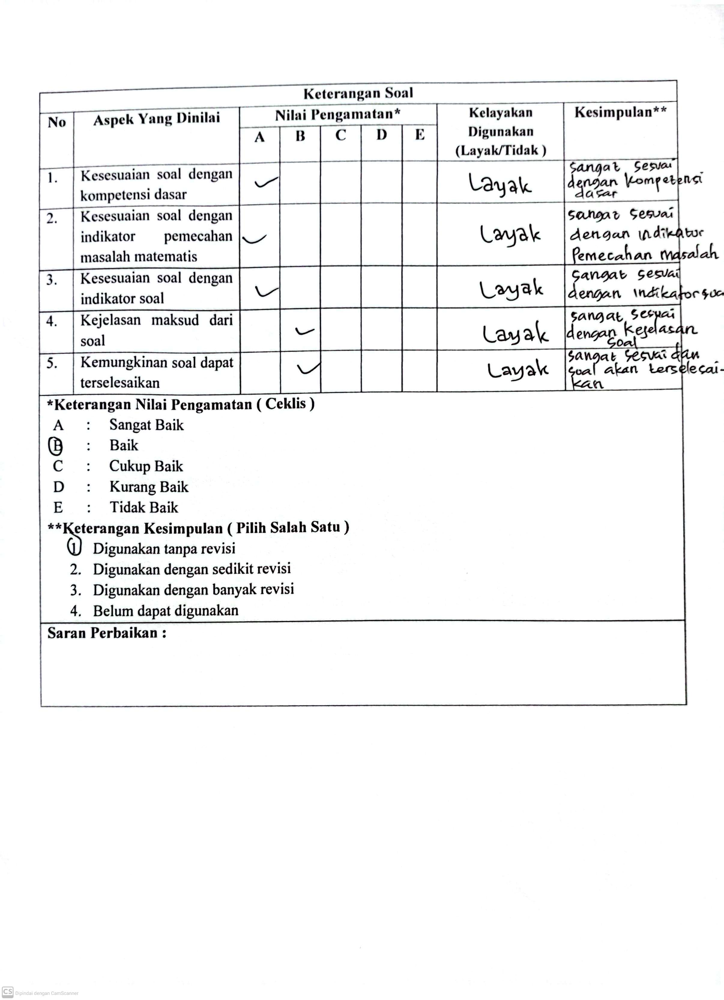 Keterangan Soal
No Aspek Yang Dinilai Nilai Pengamatan* Kelayakan Digunakan (Layak/Tidak ) Kesimpulan**
A B C D E
1. Kesesuaian soal dengan kompetensi dasar ✓ Layak sangat sesuai dengan kompetensi dasar
2. Kesesuaian soal dengan indikator pemecahan masalah matematis ✓ Layak sangat sesuai dengan indikator Pemecahan masalah
3. Kesesuaian soal dengan indikator soal ✓ Layak sangat sesuai dengan indikator soa
4. Kejelasan maksud dari soal ✓ Layak sangat sesuai dengan kejelasan soal
5. Kemungkinan soal dapat terselesaikan ✓ Layak sangat sesuai dan soal akan terselesai-kan
*Keterangan Nilai Pengamatan ( Ceklis )
A : Sangat Baik
B : Baik
C : Cukup Baik
D : Kurang Baik
E : Tidak Baik
**Keterangan Kesimpulan ( Pilih Salah Satu )
1 Digunakan tanpa revisi
2. Digunakan dengan sedikit revisi
3. Digunakan dengan banyak revisi
4. Belum dapat digunakan
Saran Perbaikan :
CS Dipindai dengan CamScanner